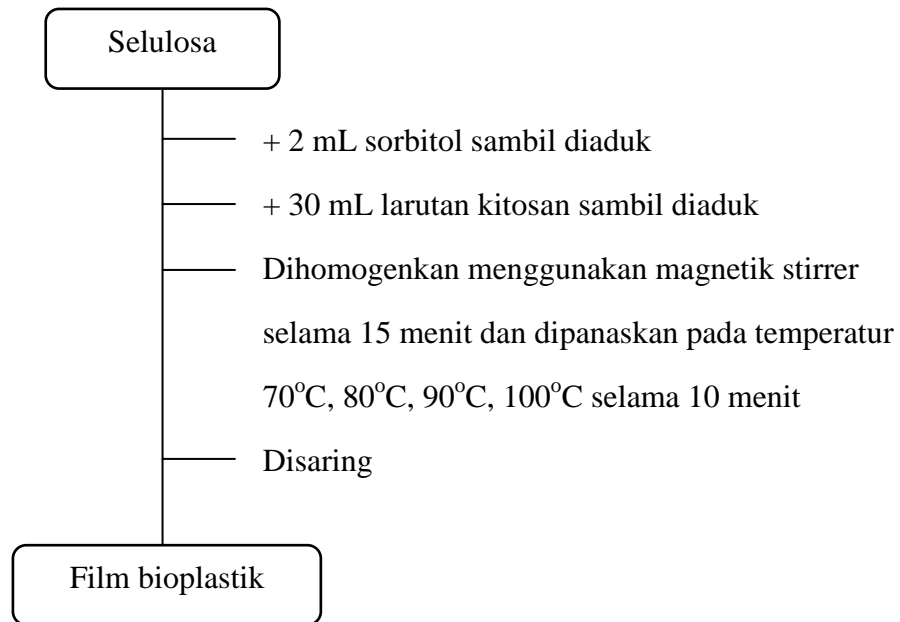 Selulosa
+ 2 mL sorbitol sambil diaduk
+ 30 mL larutan kitosan sambil diaduk
Dihomogenkan menggunakan magnetik stirrer
selama 15 menit dan dipanaskan pada temperatur
70°C, 80°C, 90°C, 100°C selama 10 menit
Disaring
Film bioplastik